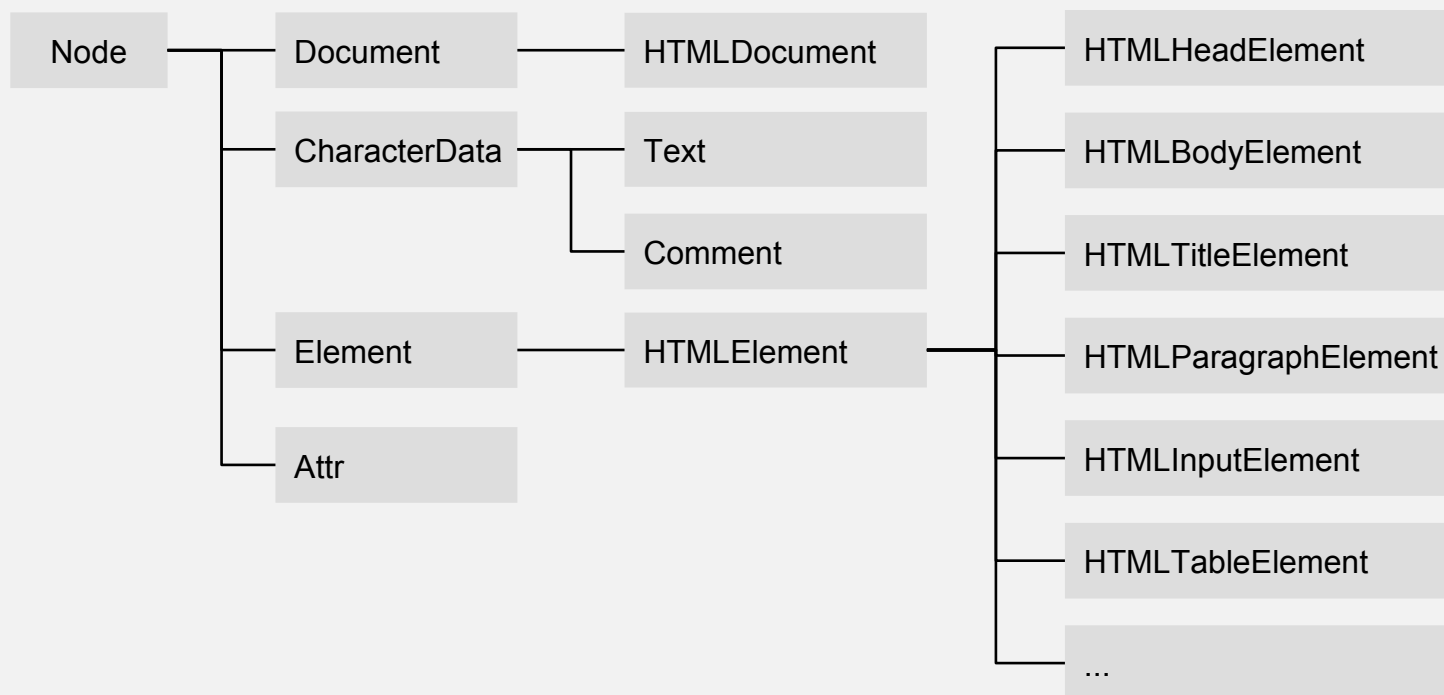 Node
Document
HTMLDocument
HTMLHeadElement
CharacterData
Text
HTMLBodyElement
Comment
HTMLTitleElement
Element
HTMLElement
HTMLParagraphElement
Attr
HTMLInputElement
HTMLTableElement
...